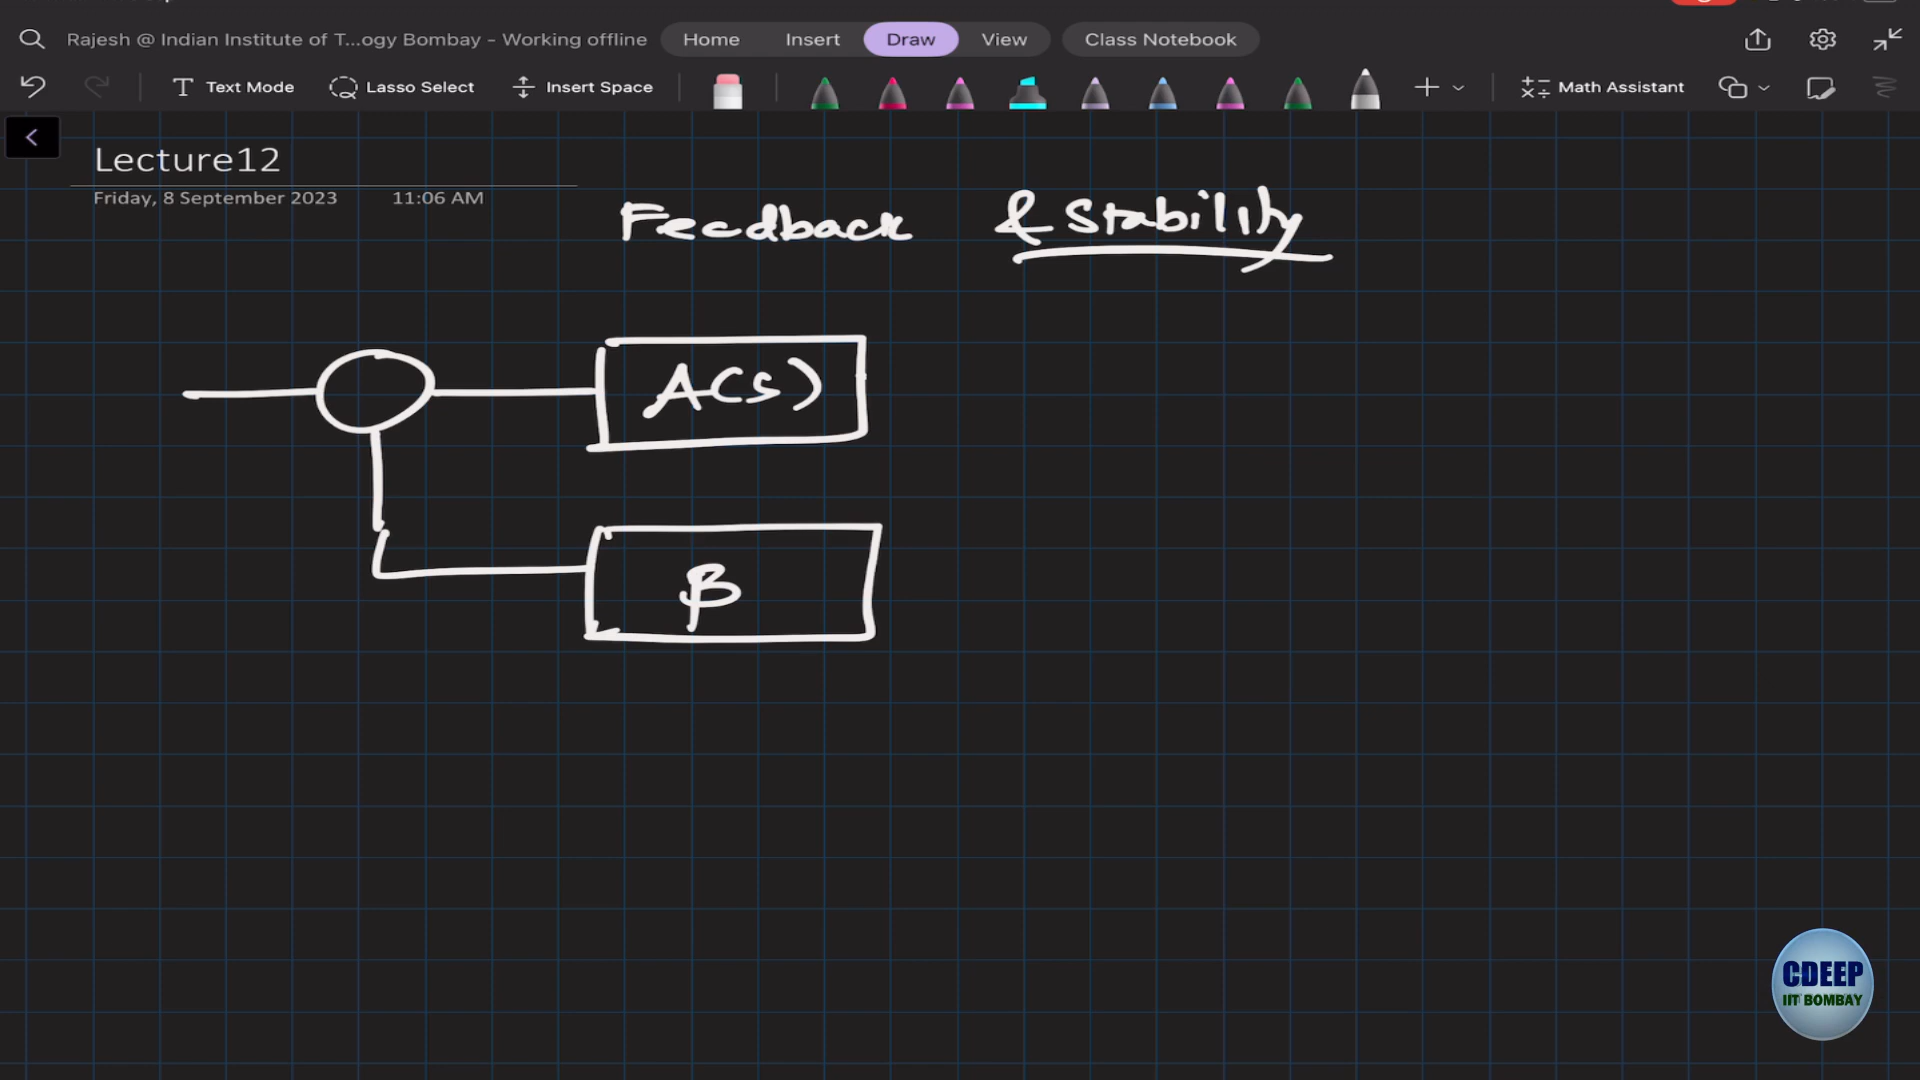 Rajesh @ Indian Institute of T...ogy Bombay – Working offline
Home Insert Draw View Class Notebook
Text Mode Lasso Select Insert Space Math Assistant
Lecture12
Friday, 8 September 2023 11:06 AM
Feedback & Stability
A(s)
β
CDEEP
IIT BOMBAY